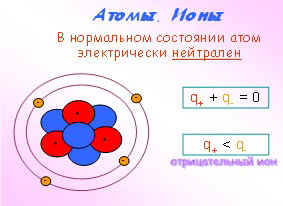 Атомы. Ионы
В нормальном состоянии атом
электрически нейтрален
q+ + q- = 0
q+ < q-
отрицательный ион